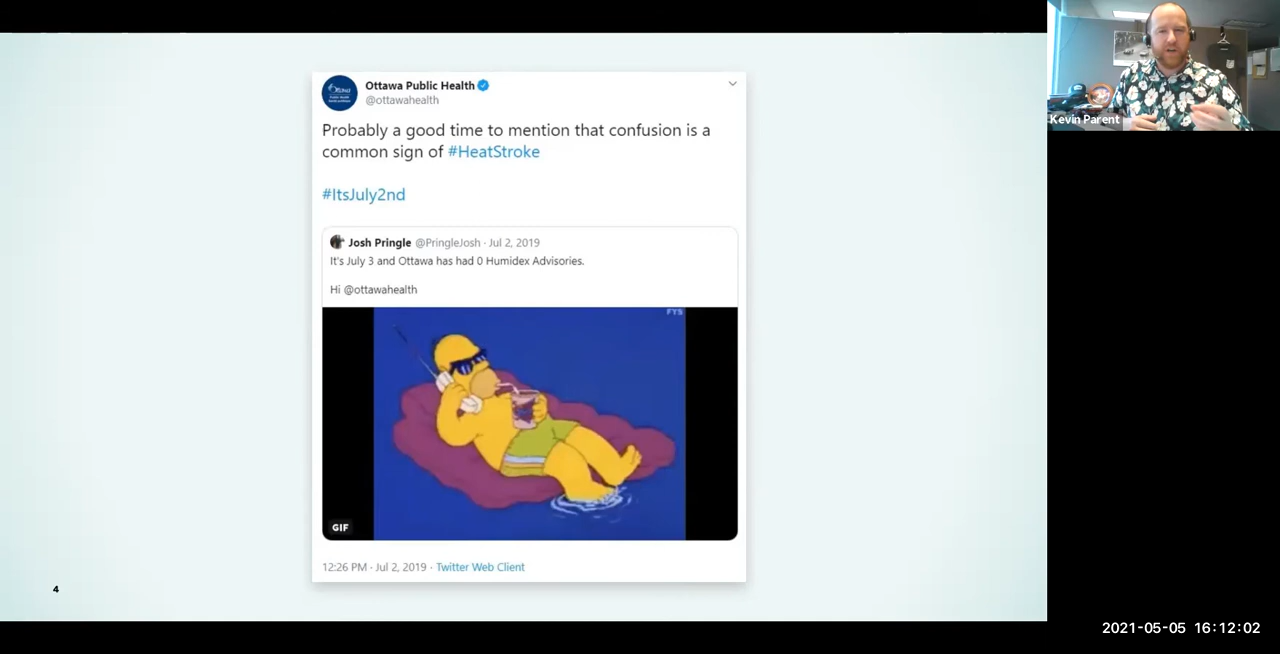 Ottawa Public Health
@ottawahealth
Probably a good time to mention that confusion is a
common sign of #HeatStroke
#ItsJuly2nd
Josh Pringle @PringleJosh · Jul 2, 2019
It's July 3 and Ottawa has had 0 Humidex Advisories.
Hi @ottawahealth
FYS
GIF
12:26 PM · Jul 2, 2019 · Twitter Web Client
4
Kevin Parent
2021-05-05 16:12:02